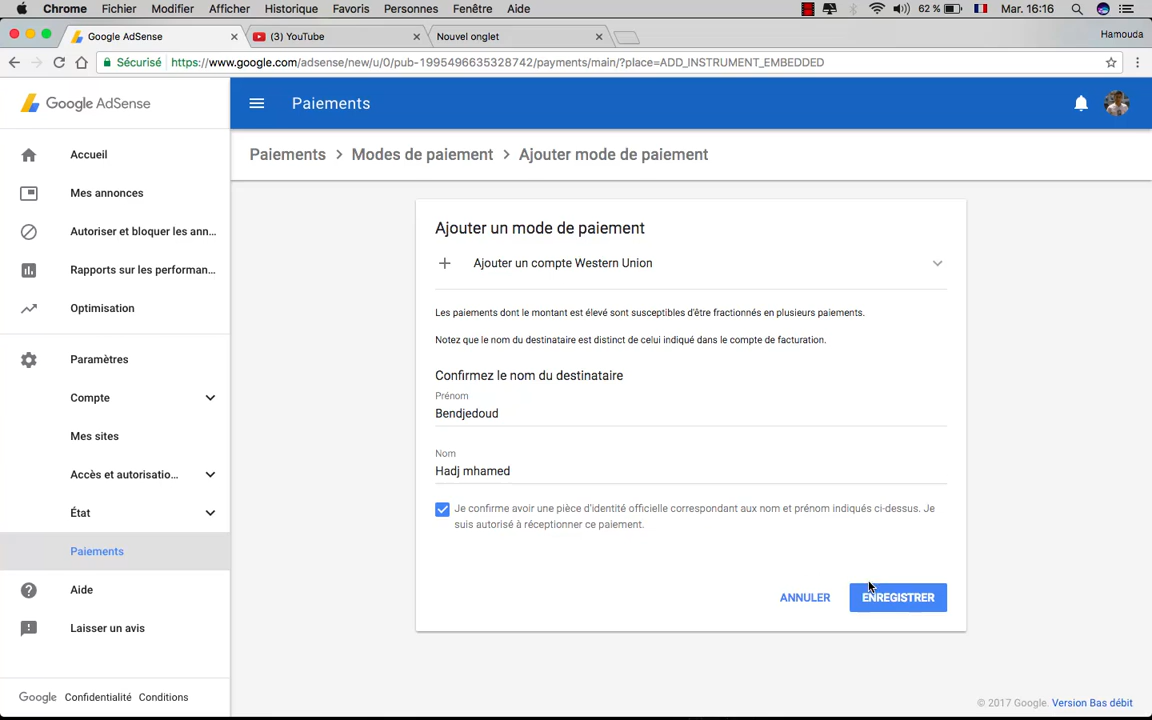 Chrome Fichier Modifier Afficher Historique Favoris Personnes Fenêtre Aide 62 % Mar. 16:16
Google AdSense (3) YouTube Nouvel onglet Hamouda
Sécurisé https://www.google.com/adsense/new/u/0/pub-1995496635328742/payments/main/?place=ADD_INSTRUMENT_EMBEDDED
Google AdSense Paiements
Paiements > Modes de paiement > Ajouter mode de paiement
Accueil
Mes annonces
Autoriser et bloquer les ann...
Rapports sur les performan...
Optimisation
Paramètres
Compte
Mes sites
Accès et autorisatio...
État
Paiements
Aide
Laisser un avis
Google Confidentialité Conditions
Ajouter un mode de paiement
Ajouter un compte Western Union
Les paiements dont le montant est élevé sont susceptibles d'être fractionnés en plusieurs paiements.
Notez que le nom du destinataire est distinct de celui indiqué dans le compte de facturation.
Confirmez le nom du destinataire
Prénom
Bendjedoud
Nom
Hadj mhamed
Je confirme avoir une pièce d'identité officielle correspondant aux nom et prénom indiqués ci-dessus. Je
suis autorisé à réceptionner ce paiement.
ANNULER ENREGISTRER
© 2017 Google. Version Bas débit